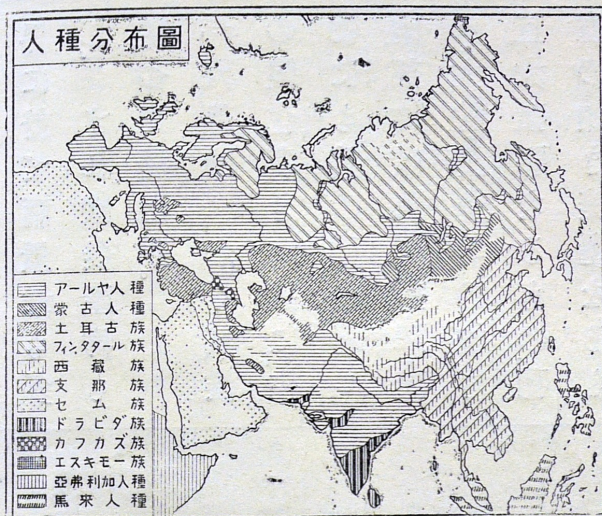 人種分布圖
アールヤ人種
蒙古人種
土耳古族
フィンタタール族
西藏族
支那族
セム族
ドラビダ族
カフカズ族
エスキモー族
亞弗利加人種
馬來人種